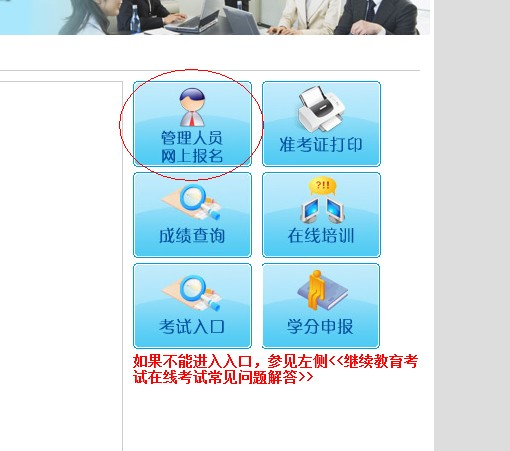 管理人员
网上报名
准考证打印
成绩查询
?!!
在线培训
考试入口
学分申报
如果不能进入入口，参见左侧<<继续教育考
试在线考试常见问题解答>>